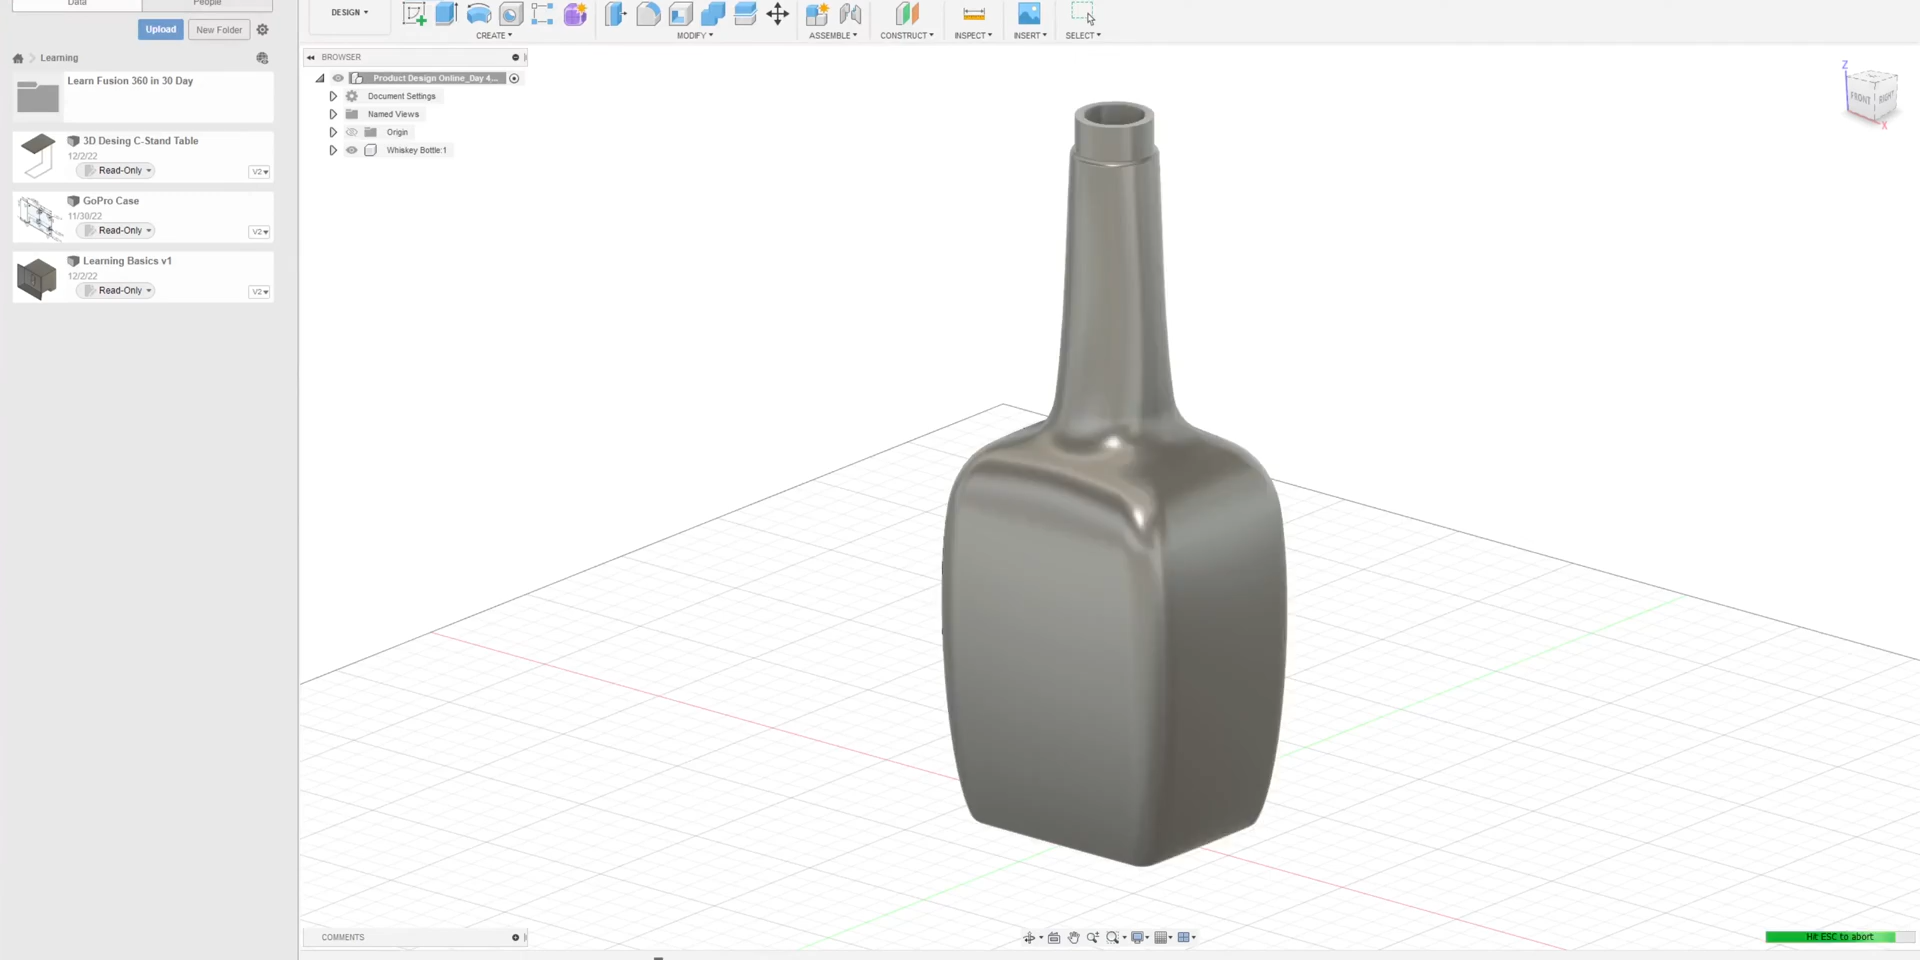 Data
People
Upload
New Folder
Learning
Learn Fusion 360 in 30 Day
3D Desing C-Stand Table
12/2/22
Read-Only
V2
GoPro Case
11/30/22
Read-Only
V2
Learning Basics v1
12/2/22
Read-Only
V2
DESIGN
CREATE
MODIFY
ASSEMBLE
CONSTRUCT
INSPECT
INSERT
SELECT
BROWSER
Product Design Online_Day 4...
Document Settings
Named Views
Origin
Whiskey Bottle:1
Z
FRONT
RIGHT
X
COMMENTS
Hit ESC to abort